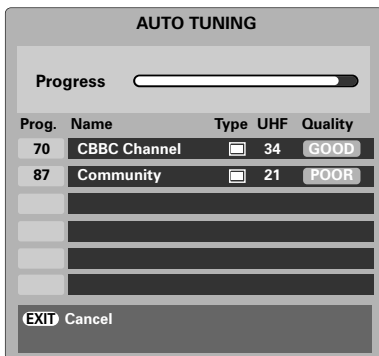 AUTO TUNING
Progress
Prog. Name Type UHF Quality
70 CBBC Channel 34 GOOD
87 Community 21 POOR
EXIT Cancel